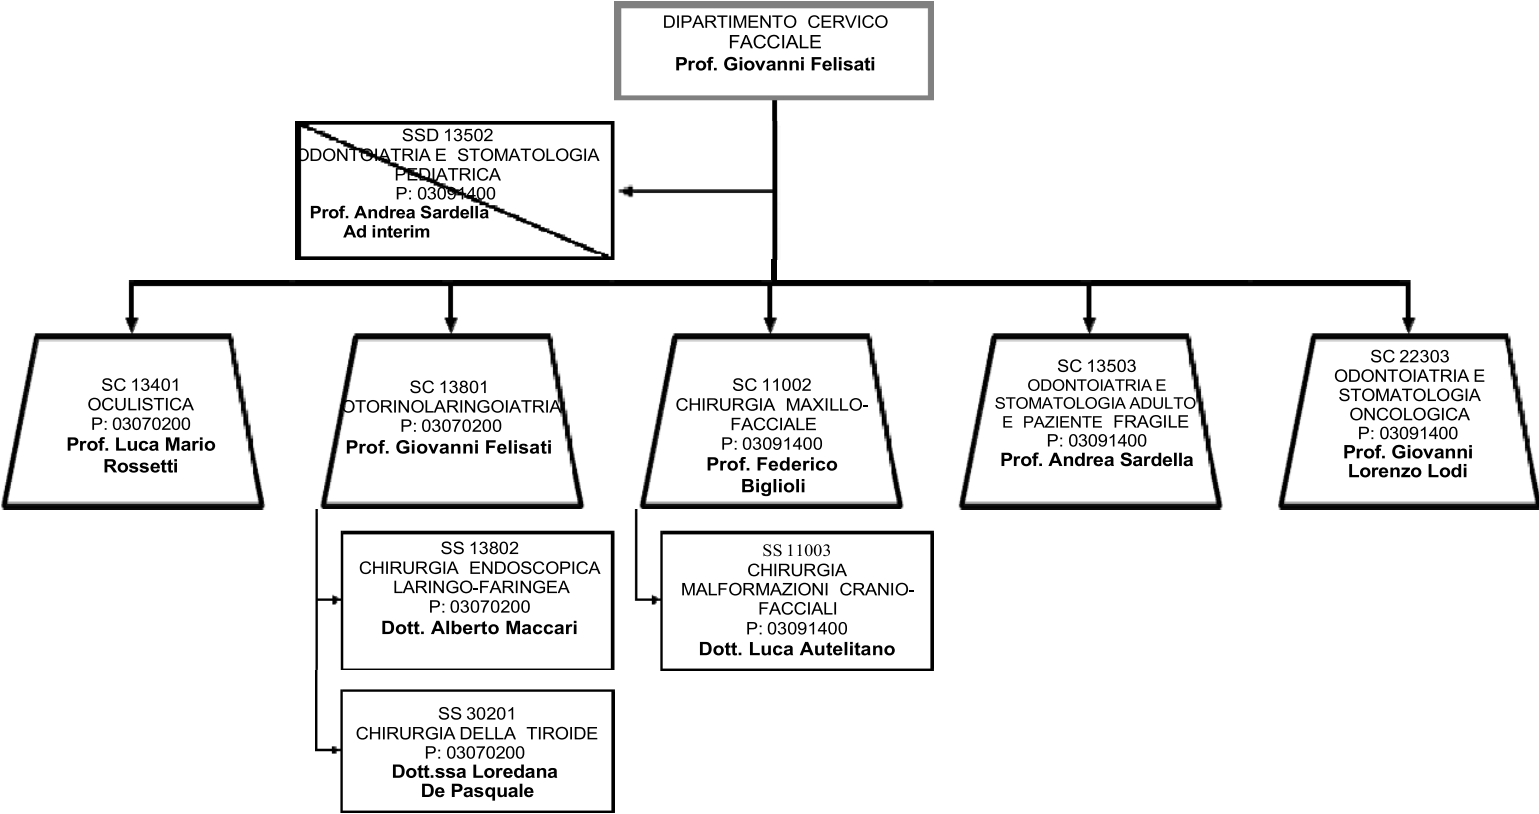 DIPARTIMENTO CERVICO
FACCIALE
Prof. Giovanni Felisati
SSD 13502
ODONTOIATRIA E STOMATOLOGIA
PEDIATRICA
P: 03091400
Prof. Andrea Sardella
Ad interim
SC 13401
OCULISTICA
P: 03070200
Prof. Luca Mario
Rossetti
SC 13801
OTORINOLARINGOIATRIA
P: 03070200
Prof. Giovanni Felisati
SC 11002
CHIRURGIA MAXILLO-
FACCIALE
P: 03091400
Prof. Federico
Biglioli
SC 13503
ODONTOIATRIA E
STOMATOLOGIA ADULTO
E PAZIENTE FRAGILE
P: 03091400
Prof. Andrea Sardella
SC 22303
ODONTOIATRIA E
STOMATOLOGIA
ONCOLOGICA
P: 03091400
Prof. Giovanni
Lorenzo Lodi
SS 13802
CHIRURGIA ENDOSCOPICA
LARINGO-FARINGEA
P: 03070200
Dott. Alberto Maccari
SS 11003
CHIRURGIA
MALFORMAZIONI CRANIO-
FACCIALI
P: 03091400
Dott. Luca Autelitano
SS 30201
CHIRURGIA DELLA TIROIDE
P: 03070200
Dott.ssa Loredana
De Pasquale